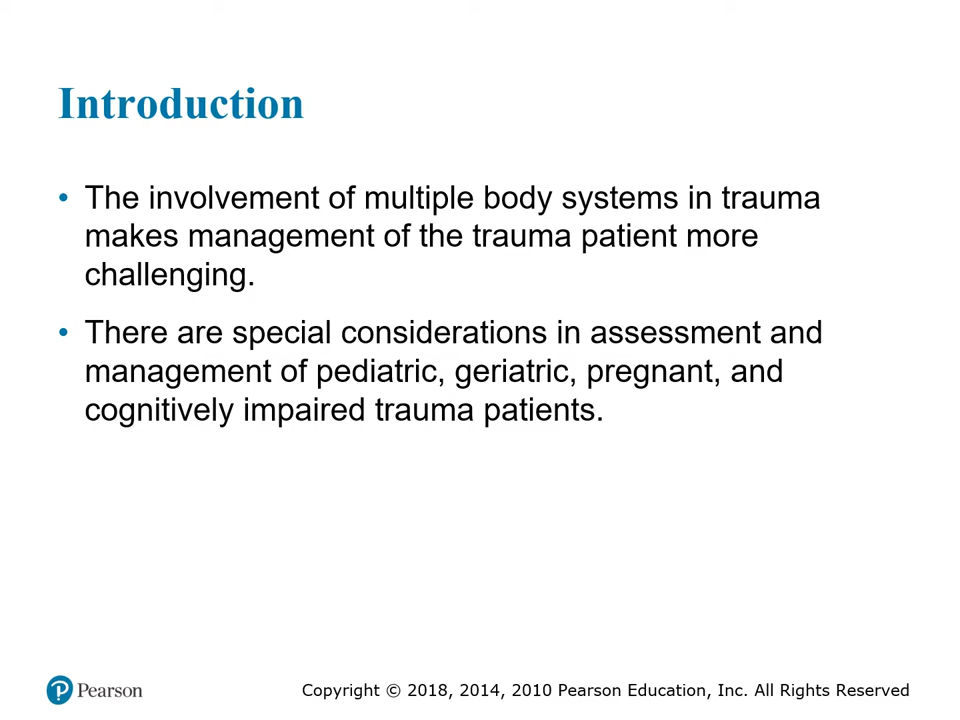 Introduction
• The involvement of multiple body systems in trauma
makes management of the trauma patient more
challenging.
• There are special considerations in assessment and
management of pediatric, geriatric, pregnant, and
cognitively impaired trauma patients.
Pearson
Copyright © 2018, 2014, 2010 Pearson Education, Inc. All Rights Reserved